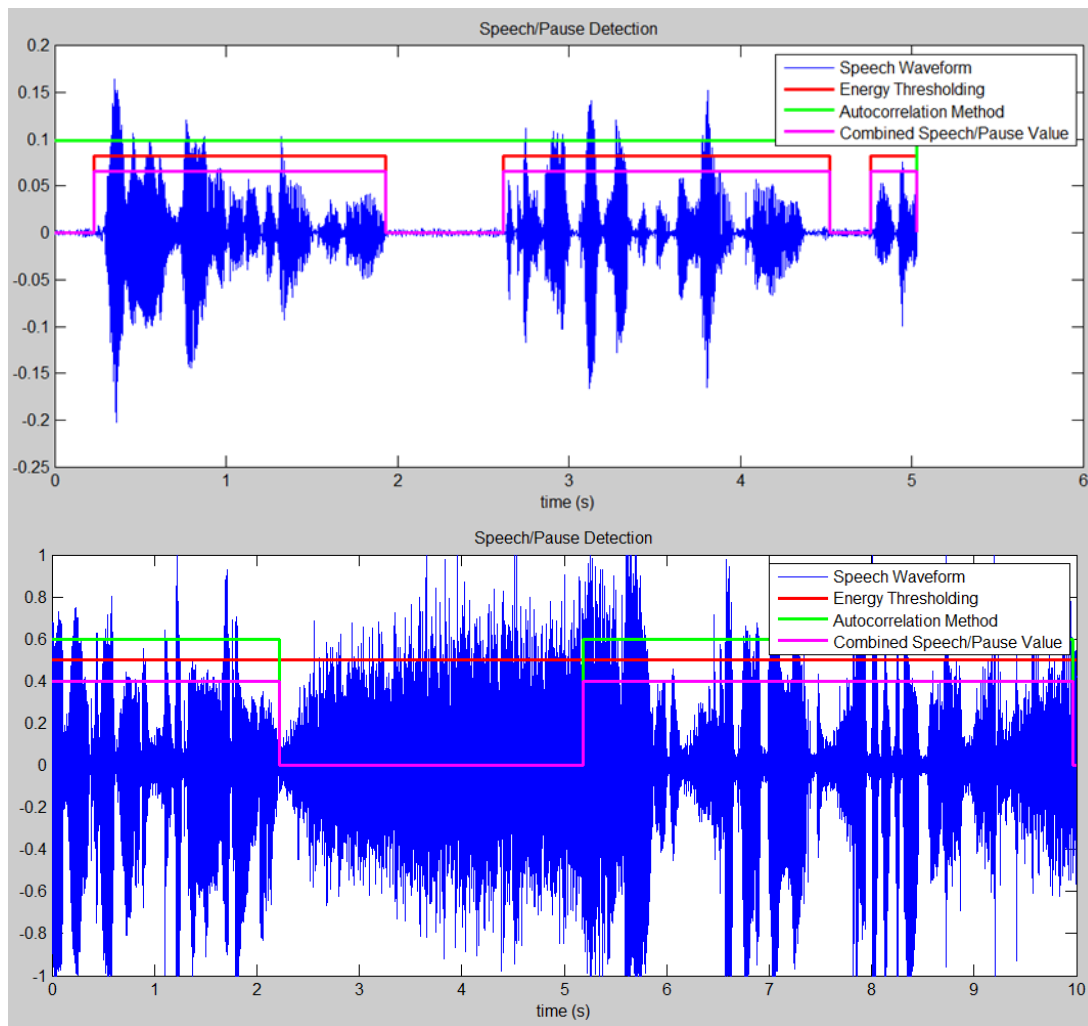 Speech/Pause Detection
0.2
0.15
0.1
0.05
0
-0.05
-0.1
-0.15
-0.2
-0.25
Speech Waveform
Energy Thresholding
Autocorrelation Method
Combined Speech/Pause Value
0 1 2 3 4 5 6
time (s)
Speech/Pause Detection
1
0.8
0.6
0.4
0.2
0
-0.2
-0.4
-0.6
-0.8
-1
Speech Waveform
Energy Thresholding
Autocorrelation Method
Combined Speech/Pause Value
0 1 2 3 4 5 6 7 8 9 10
time (s)